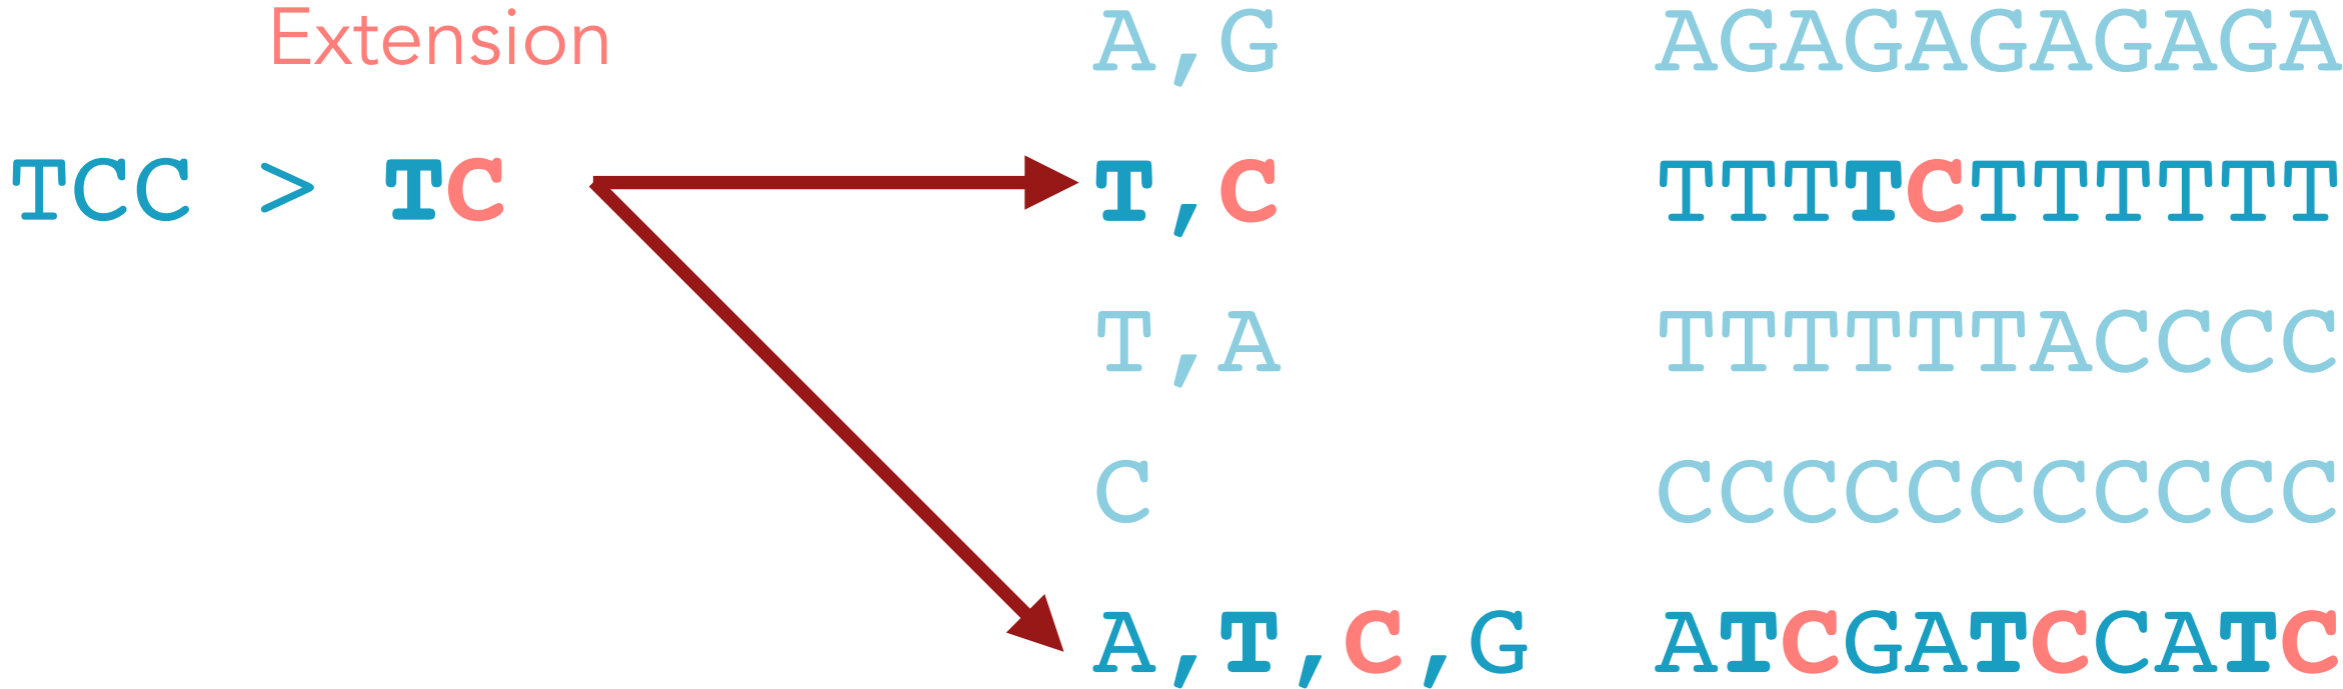 Extension A,G AGAGAGAGAGA
TCC > TC T,C TTTTCTTTTTT
T,A TTTTTTACCCC
C CCCCCCCCCCC
A,T,C,G ATCGATCCATC